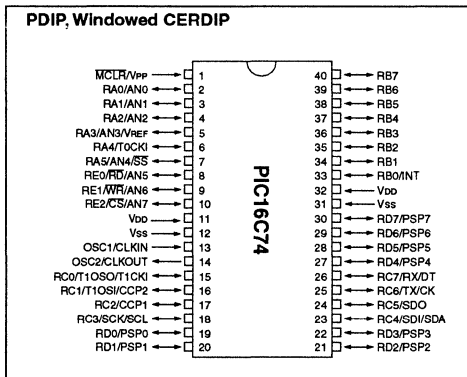 PDIP, Windowed CERDIP
MCLR/VPP 1 40 RB7
RA0/AN0 2 39 RB6
RA1/AN1 3 38 RB5
RA2/AN2 4 37 RB4
RA3/AN3/VREF 5 36 RB3
RA4/T0CKI 6 35 RB2
RA5/AN4/SS 7 34 RB1
RE0/RD/AN5 8 33 RB0/INT
RE1/WR/AN6 9 32 VDD
RE2/CS/AN7 10 31 VSS
VDD 11 30 RD7/PSP7
VSS 12 29 RD6/PSP6
OSC1/CLKIN 13 28 RD5/PSP5
OSC2/CLKOUT 14 27 RD4/PSP4
RC0/T1OSO/T1CKI 15 26 RC7/RX/DT
RC1/T1OSI/CCP2 16 25 RC6/TX/CK
RC2/CCP1 17 24 RC5/SDO
RC3/SCK/SCL 18 23 RC4/SDI/SDA
RD0/PSP0 19 22 RD3/PSP3
RD1/PSP1 20 21 RD2/PSP2
PIC16C74